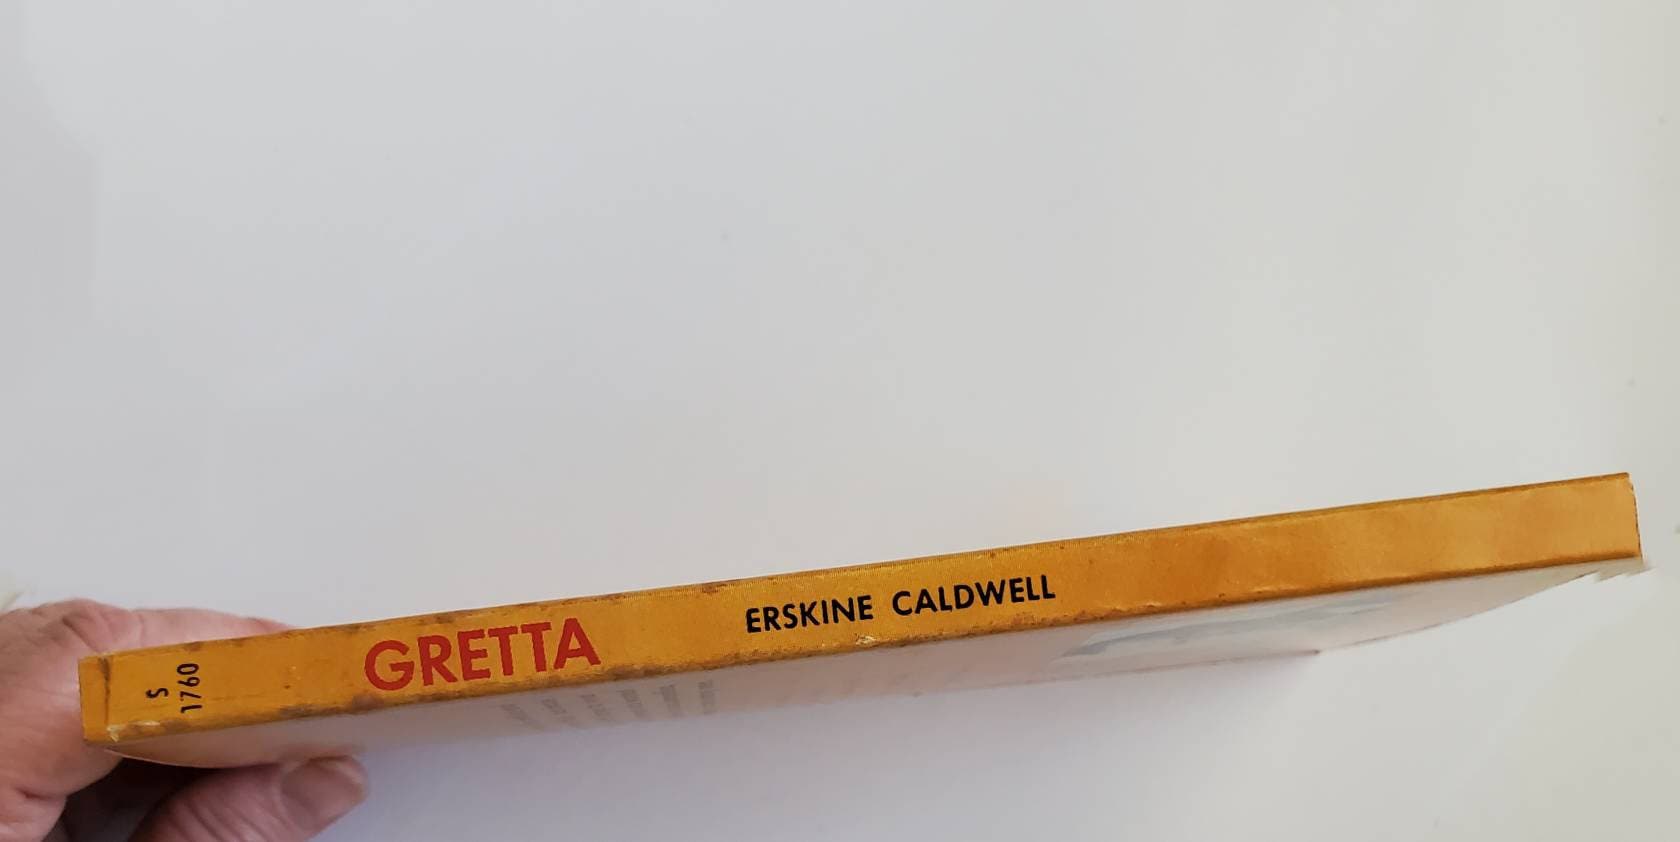 S
1760
GRETTA
ERSKINE CALDWELL